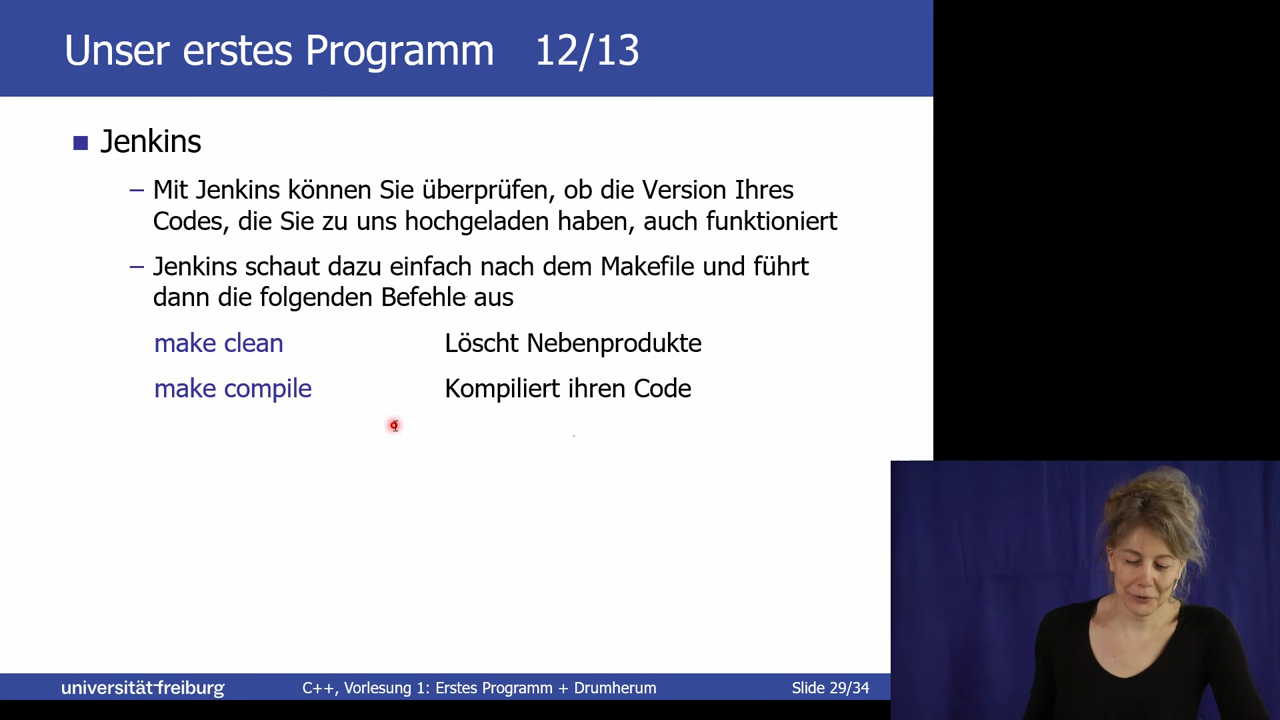 Unser erstes Programm 12/13
Jenkins
– Mit Jenkins können Sie überprüfen, ob die Version Ihres
Codes, die Sie zu uns hochgeladen haben, auch funktioniert
– Jenkins schaut dazu einfach nach dem Makefile und führt
dann die folgenden Befehle aus
make clean Löscht Nebenprodukte
make compile Kompiliert ihren Code
universität freiburg C++, Vorlesung 1: Erstes Programm + Drumherum Slide 29/34